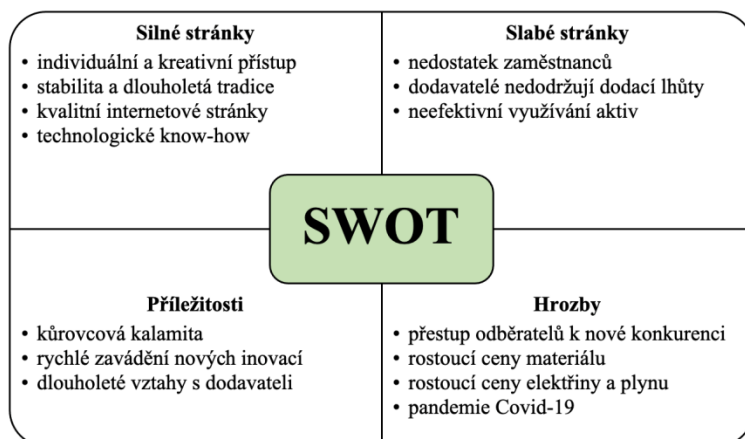 Silné stránky
• individuální a kreativní přístup
• stabilita a dlouholetá tradice
• kvalitní internetové stránky
• technologické know-how
Slabé stránky
• nedostatek zaměstnanců
• dodavatelé nedodržují dodací lhůty
• neefektivní využívání aktiv
SWOT
Příležitosti
• kůrovcová kalamita
• rychlé zavádění nových inovací
• dlouholeté vztahy s dodavateli
Hrozby
• přestup odběratelů k nové konkurenci
• rostoucí ceny materiálu
• rostoucí ceny elektřiny a plynu
• pandemie Covid-19